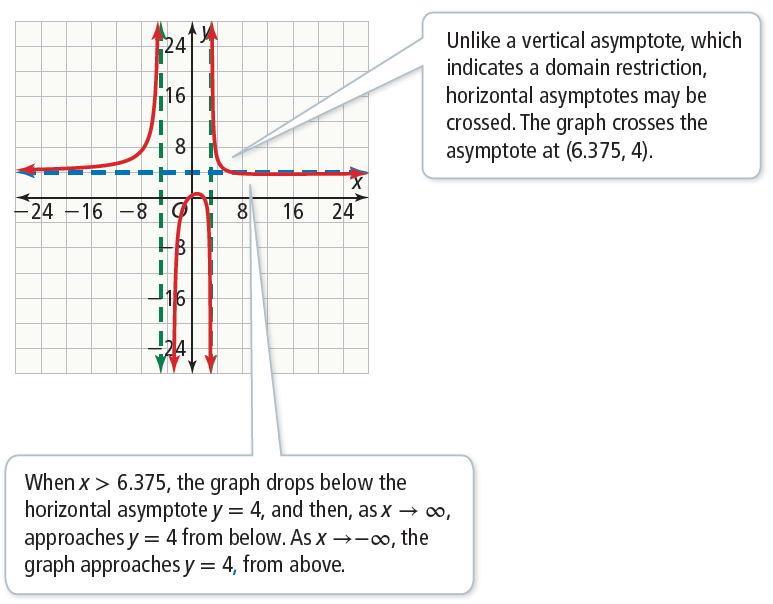 24
y
16
8
x
−24 −16 −8 O 8 16 24
−8
−16
−24
Unlike a vertical asymptote, which
indicates a domain restriction,
horizontal asymptotes may be
crossed. The graph crosses the
asymptote at (6.375, 4).
When x > 6.375, the graph drops below the
horizontal asymptote y = 4, and then, as x → ∞,
approaches y = 4 from below. As x →−∞, the
graph approaches y = 4, from above.